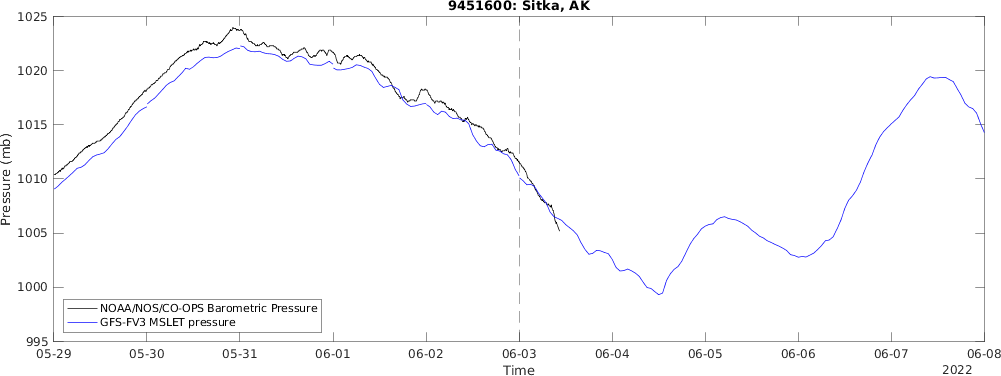 9451600: Sitka, AK
Pressure (mb)
1025
1020
1015
1010
1005
1000
995
NOAA/NOS/CO-OPS Barometric Pressure
GFS-FV3 MSLET pressure
05-29 05-30 05-31 06-01 06-02 06-03 06-04 06-05 06-06 06-07 06-08
Time
2022